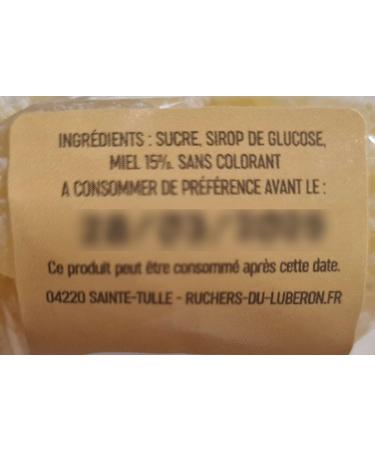 INGRÉDIENTS : SUCRE, SIROP DE GLUCOSE,
MIEL 15%. SANS COLORANT
A CONSOMMER DE PRÉFÉRENCE AVANT LE :
Ce produit peut être consommé après cette date.
04220 SAINTE-TULLE - RUCHERS-DU-LUBERON.FR